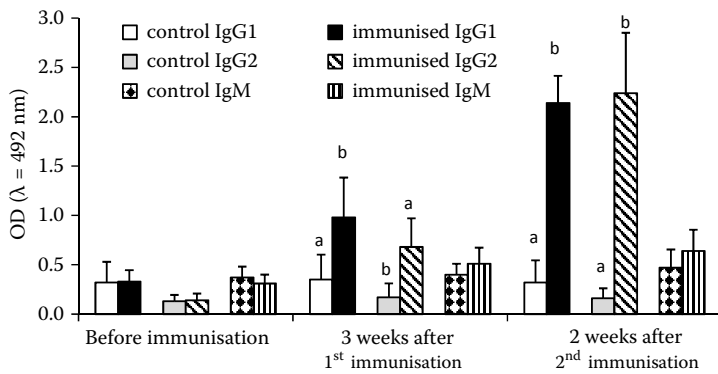 3.0
2.5
2.0
1.5
1.0
0.5
0.0
OD (λ = 492 nm)
control IgG1
immunised IgG1
control IgG2
immunised IgG2
control IgM
immunised IgM
a
b
b
a
a
b
a
b
Before immunisation
3 weeks after
1st immunisation
2 weeks after
2nd immunisation